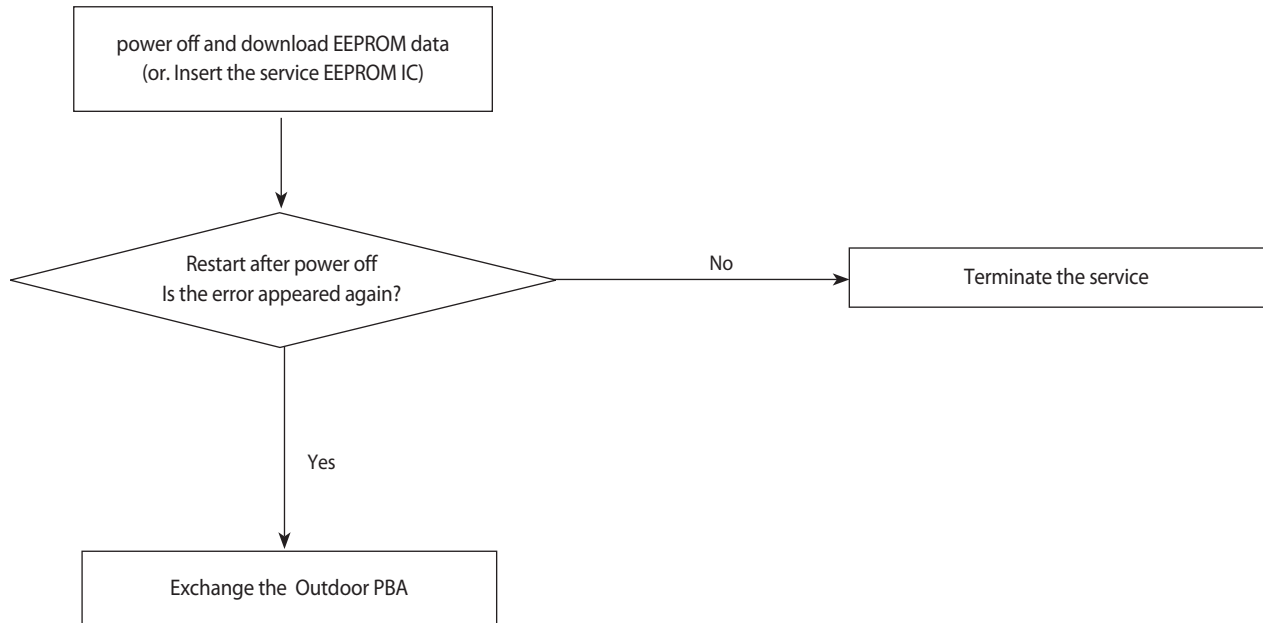 power off and download EEPROM data
(or. Insert the service EEPROM IC)
Restart after power off
Is the error appeared again?
No
Terminate the service
Yes
Exchange the  Outdoor PBA